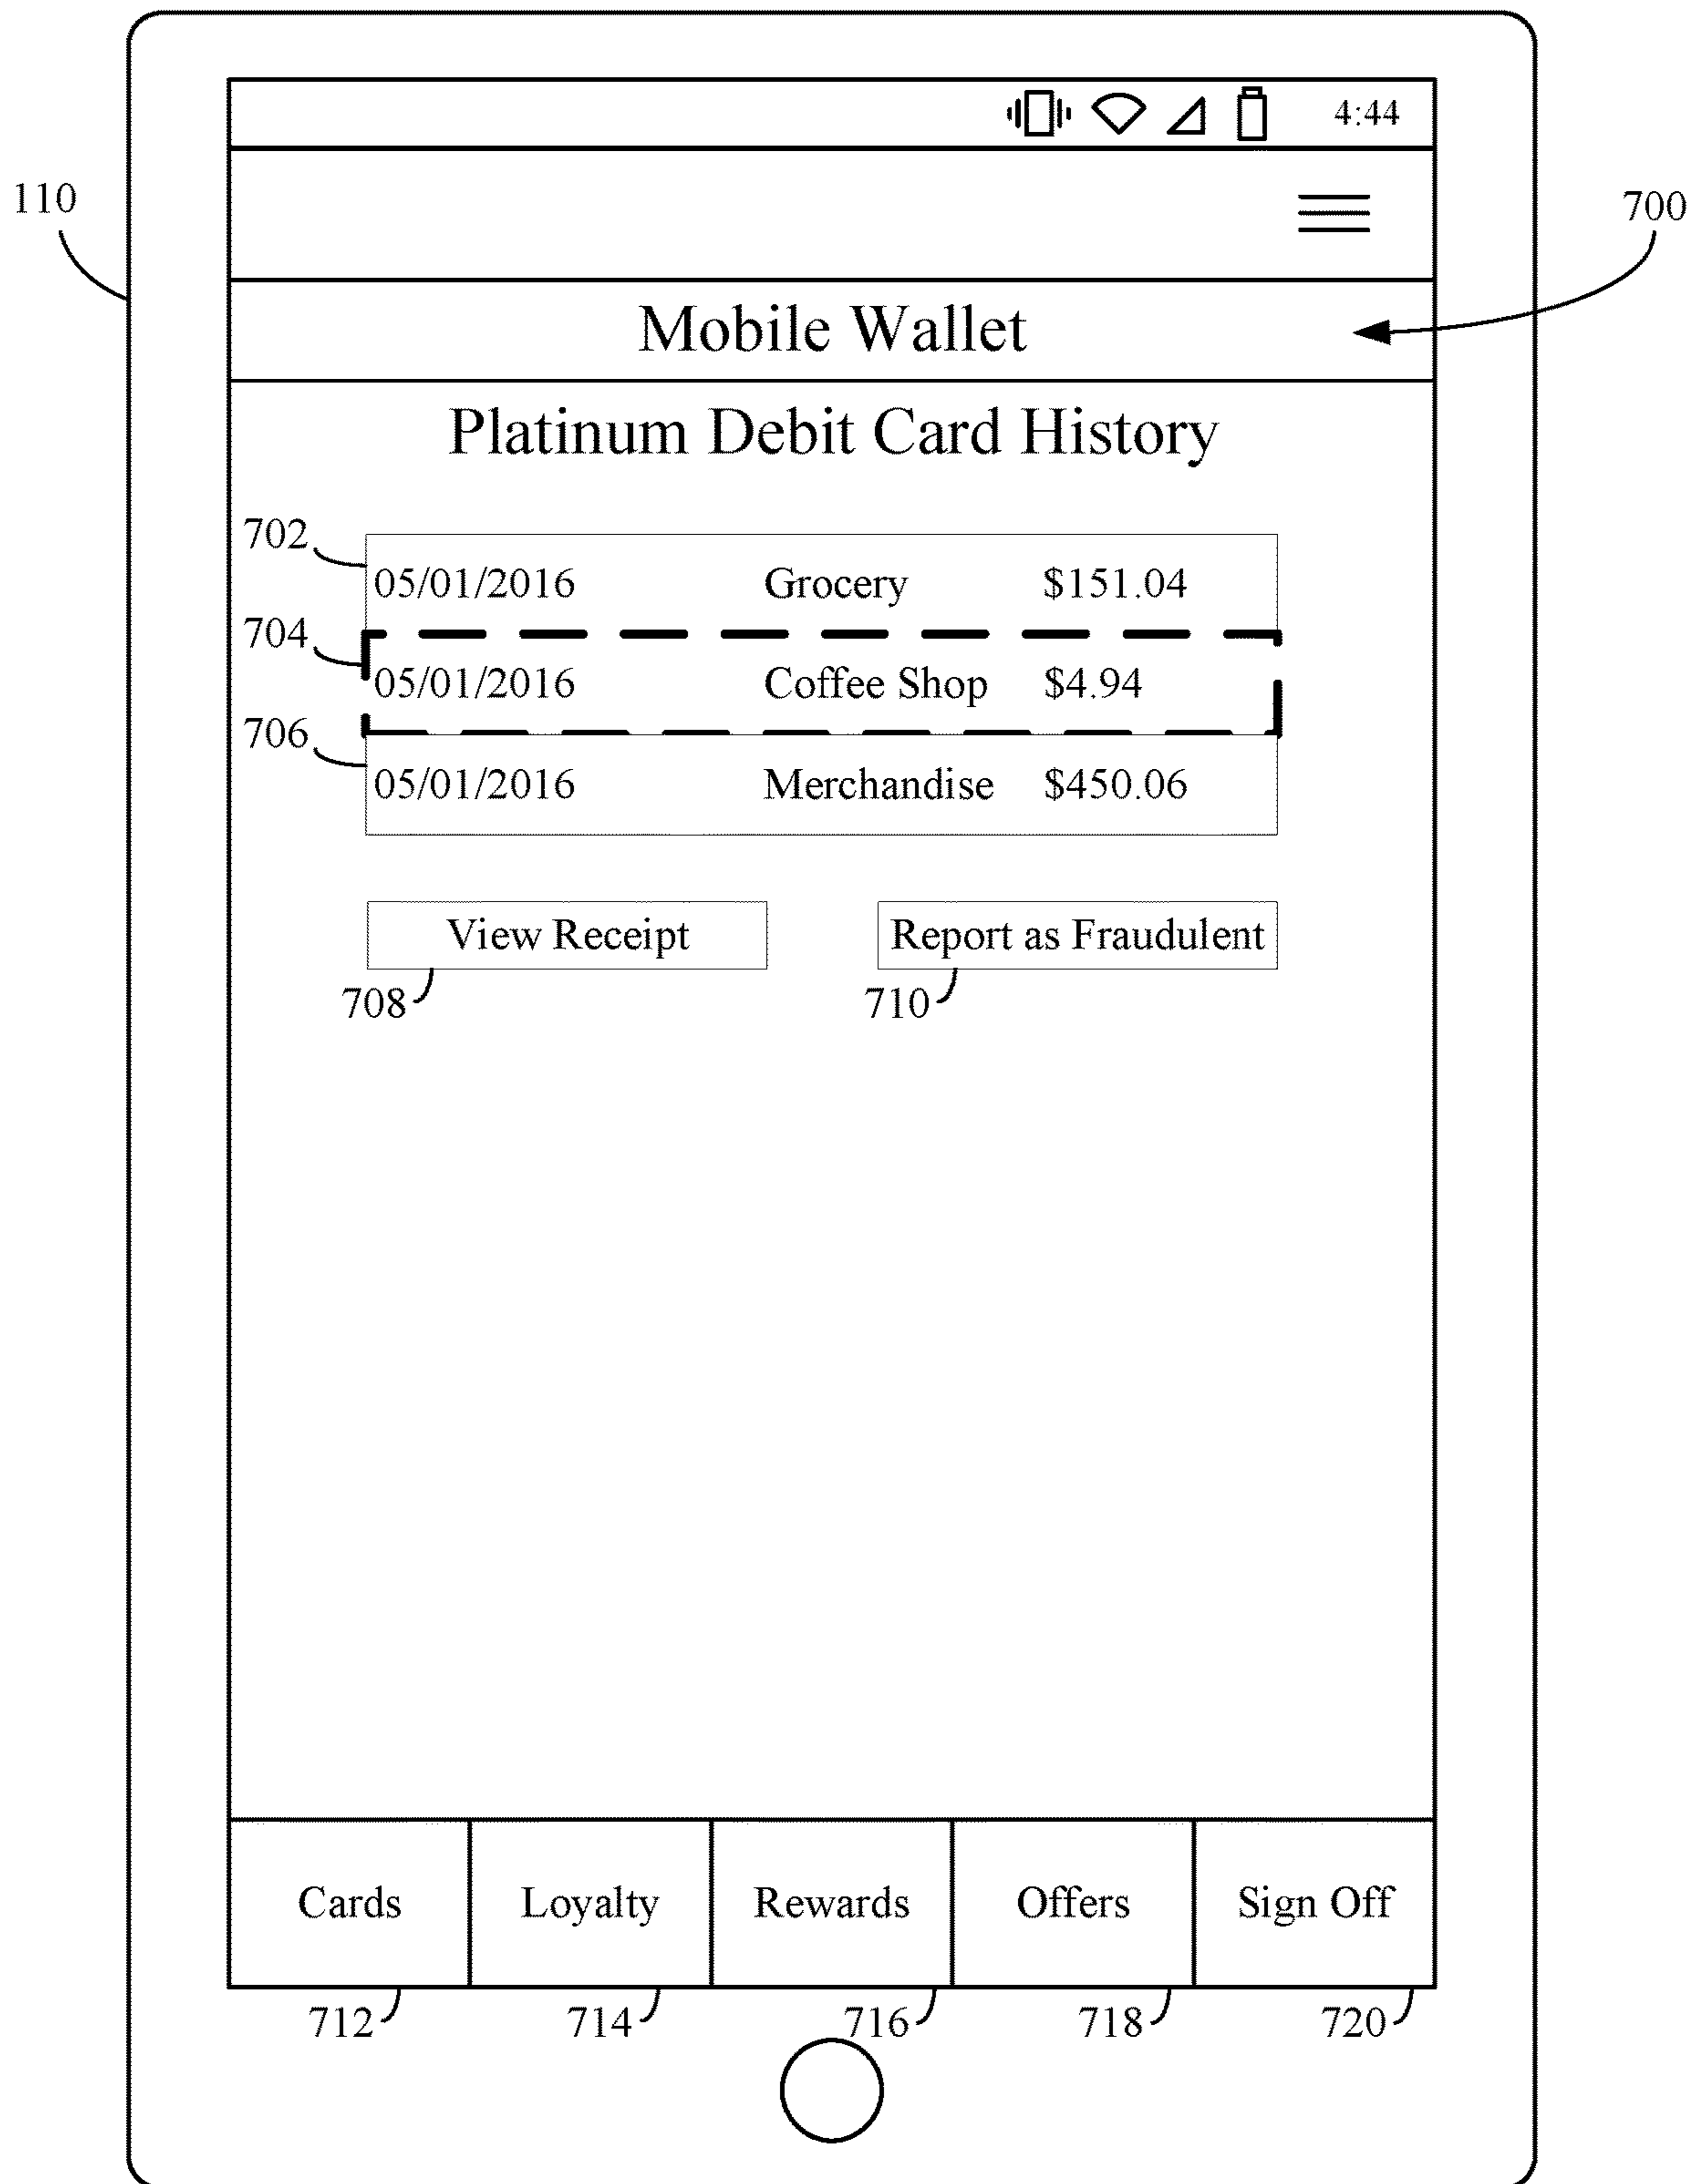 4:44
110
700
Mobile Wallet
Platinum Debit Card History
702
05/01/2016 Grocery $151.04
704
05/01/2016 Coffee Shop $4.94
706
05/01/2016 Merchandise $450.06
View Receipt Report as Fraudulent
708 710
Cards Loyalty Rewards Offers Sign Off
712 714 716 718 720